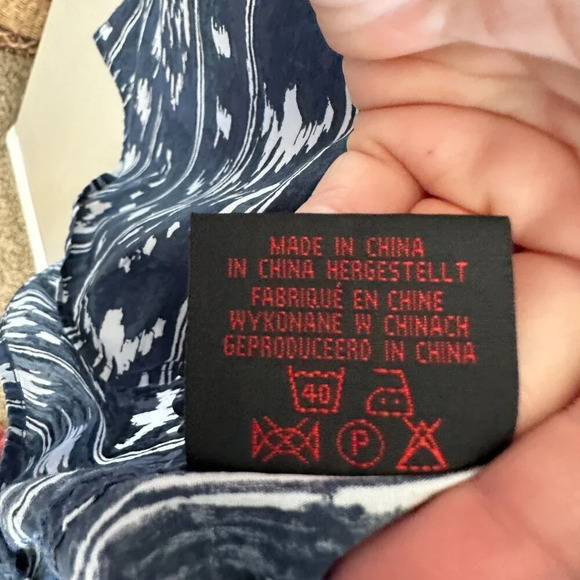 MADE IN CHINA
IN CHINA HERGESTELLT
FABRIQUÉ EN CHINE
WYKONANE W CHINACH
GEPRODUCEERD IN CHINA
40
P